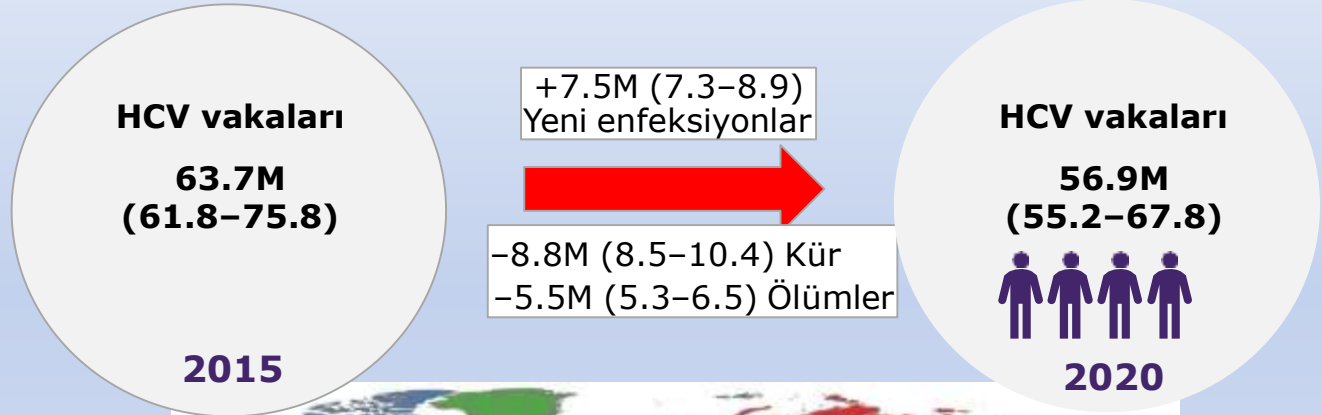 HCV vakaları
63.7M
(61.8–75.8)
2015
+7.5M (7.3–8.9)
Yeni enfeksiyonlar
–8.8M (8.5–10.4) Kür
–5.5M (5.3–6.5) Ölümler
HCV vakaları
56.9M
(55.2–67.8)
2020